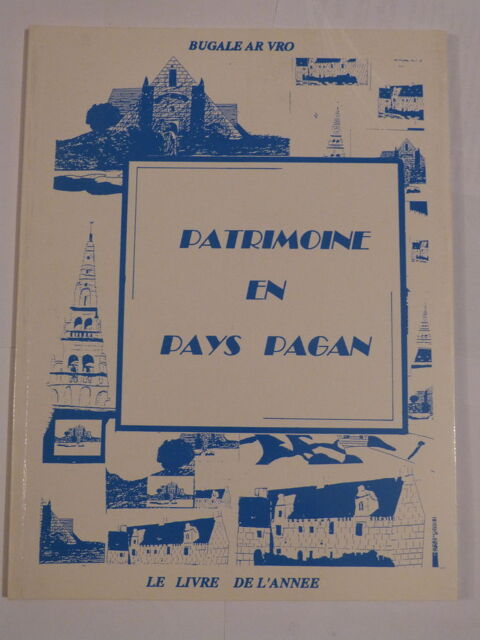 BUGALE AR VRO
PATRIMOINE
EN
PAYS PAGAN
LE LIVRE DE L'ANNEE